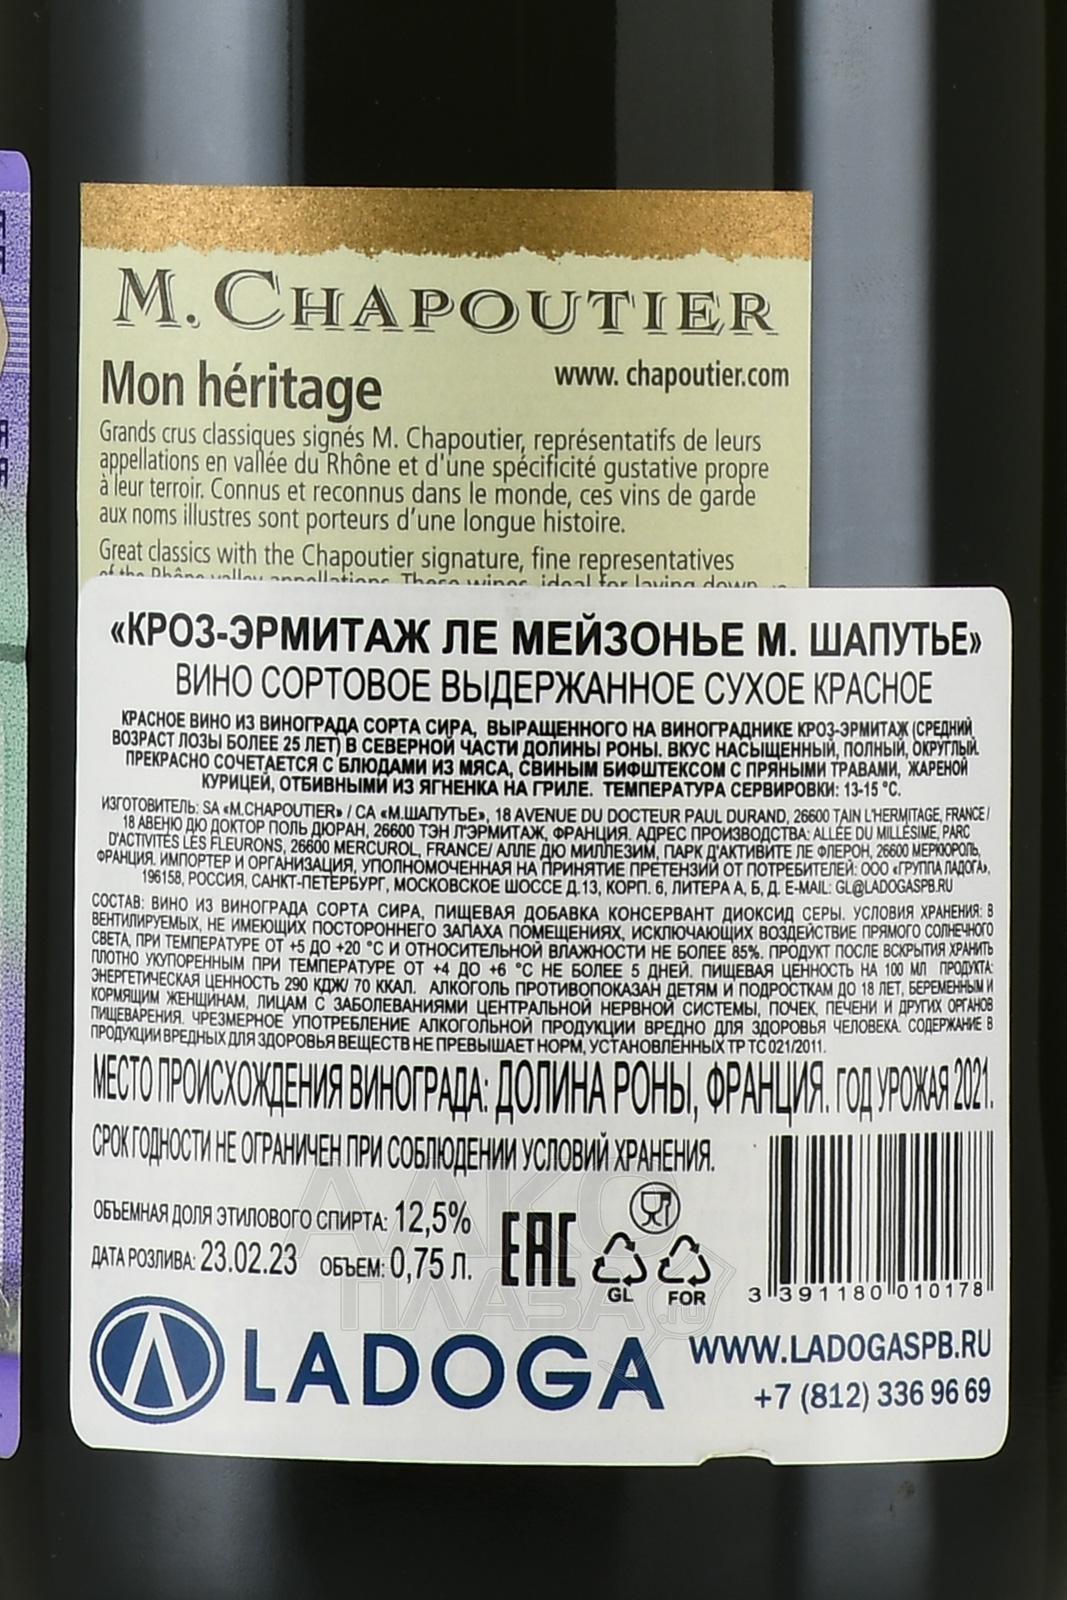 M. CHAPOUTIER
Mon héritage
www. chapoutier.com
Grands crus classiques signés M. Chapoutier, représentatifs de leurs
appellations en vallée du Rhône et d'une spécificité gustative propre
à leur terroir. Connus et reconnus dans le monde, ces vins de garde
aux noms illustres sont porteurs d'une longue histoire.
Great classics with the Chapoutier signature, fine representatives
of the Rhône valley appellations. These wines, ideal for laying down
«КРОЗ-ЭРМИТАЖ ЛЕ МЕЙЗОНЬЕ М. ШАПУТЬЕ»
ВИНО СОРТОВОЕ ВЫДЕРЖАННОЕ СУХОЕ КРАСНОЕ
КРАСНОЕ ВИНО ИЗ ВИНОГРАДА СОРТА СИРА, ВЫРАЩЕННОГО НА ВИНОГРАДНИКЕ КРОЗ-ЭРМИТАЖ (СРЕДНИЙ
ВОЗРАСТ ЛОЗЫ БОЛЕЕ 25 ЛЕТ) В СЕВЕРНОЙ ЧАСТИ ДОЛИНЫ РОНЫ. ВКУС НАСЫЩЕННЫЙ, ПОЛНЫЙ, ОКРУГЛЫЙ.
ПРЕКРАСНО СОЧЕТАЕТСЯ С БЛЮДАМИ ИЗ МЯСА, СВИНЫМ БИФШТЕКСОМ С ПРЯНЫМИ ТРАВАМИ, ЖАРЕНОЙ
КУРИЦЕЙ, ОТБИВНЫМИ ИЗ ЯГНЕНКА НА ГРИЛЕ. ТЕМПЕРАТУРА СЕРВИРОВКИ: 13-15 °С.
ИЗГОТОВИТЕЛЬ: SA «M.CHAPOUTIER» / СА «М.ШАПУТЬЕ», 18 AVENUE DU DOCTEUR PAUL DURAND, 26600 TAIN L'HERMITAGE, FRANCE /
18 АВЕНЮ ДЮ ДОКТОР ПОЛЬ ДЮРАН, 26600 ТЭН Л'ЭРМИТАЖ, ФРАНЦИЯ. АДРЕС ПРОИЗВОДСТВА: ALLÉE DU MILLÉSIME, PARC
D'ACTIVITÉS LES FLEURONS, 26600 MERCUROL, FRANCE/ АЛЛЕ ДЮ МИЛЛЕЗИМ, ПАРК Д'АКТИВИТЕ ЛЕ ФЛЕРОН, 26600 МЕРКЮРОЛЬ,
ФРАНЦИЯ. ИМПОРТЕР И ОРГАНИЗАЦИЯ, УПОЛНОМОЧЕННАЯ НА ПРИНЯТИЕ ПРЕТЕНЗИЙ ОТ ПОТРЕБИТЕЛЕЙ: ООО «ГРУППА ЛАДОГА»,
196158, РОССИЯ, САНКТ-ПЕТЕРБУРГ, МОСКОВСКОЕ ШОССЕ Д.13, КОРП. 6, ЛИТЕРА А, Б, Д. E-MAIL: GL@LADOGASPB.RU
СОСТАВ: ВИНО ИЗ ВИНОГРАДА СОРТА СИРА, ПИЩЕВАЯ ДОБАВКА КОНСЕРВАНТ ДИОКСИД СЕРЫ. УСЛОВИЯ ХРАНЕНИЯ: В
ВЕНТИЛИРУЕМЫХ, НЕ ИМЕЮЩИХ ПОСТОРОННЕГО ЗАПАХА ПОМЕЩЕНИЯХ, ИСКЛЮЧАЮЩИХ ВОЗДЕЙСТВИЕ ПРЯМОГО СОЛНЕЧНОГО
СВЕТА, ПРИ ТЕМПЕРАТУРЕ ОТ +5 ДО +20 °С И ОТНОСИТЕЛЬНОЙ ВЛАЖНОСТИ НЕ БОЛЕЕ 85%. ПРОДУКТ ПОСЛЕ ВСКРЫТИЯ ХРАНИТЬ
ПЛОТНО УКУПОРЕННЫМ ПРИ ТЕМПЕРАТУРЕ ОТ +4 ДО +6 °С НЕ БОЛЕЕ 5 ДНЕЙ. ПИЩЕВАЯ ЦЕННОСТЬ НА 100 МЛ ПРОДУКТА:
ЭНЕРГЕТИЧЕСКАЯ ЦЕННОСТЬ 290 КДЖ/ 70 ККАЛ. АЛКОГОЛЬ ПРОТИВОПОКАЗАН ДЕТЯМ И ПОДРОСТКАМ ДО 18 ЛЕТ, БЕРЕМЕННЫМ И
КОРМЯЩИМ ЖЕНЩИНАМ, ЛИЦАМ С ЗАБОЛЕВАНИЯМИ ЦЕНТРАЛЬНОЙ НЕРВНОЙ СИСТЕМЫ, ПОЧЕК, ПЕЧЕНИ И ДРУГИХ ОРГАНОВ
ПИЩЕВАРЕНИЯ. ЧРЕЗМЕРНОЕ УПОТРЕБЛЕНИЕ АЛКОГОЛЬНОЙ ПРОДУКЦИИ ВРЕДНО ДЛЯ ЗДОРОВЬЯ ЧЕЛОВЕКА. СОДЕРЖАНИЕ В
ПРОДУКЦИИ ВРЕДНЫХ ДЛЯ ЗДОРОВЬЯ ВЕЩЕСТВ НЕ ПРЕВЫШАЕТ НОРМ, УСТАНОВЛЕННЫХ ТР ТС 021/2011.
МЕСТО ПРОИСХОЖДЕНИЯ ВИНОГРАДА: ДОЛИНА РОНЫ, ФРАНЦИЯ. ГОД УРОЖАЯ 2021.
СРОК ГОДНОСТИ НЕ ОГРАНИЧЕН ПРИ СОБЛЮДЕНИИ УСЛОВИЙ ХРАНЕНИЯ.
ОБЪЕМНАЯ ДОЛЯ ЭТИЛОВОГО СПИРТА: 12,5%
ДАТА РОЗЛИВА: 23.02.23 ОБЪЕМ: 0,75 Л.
EAC
GL
FOR
3 391180 010178
АЛКО
ПЛАЗА.ru
LADOGA
WWW.LADOGASPB.RU
+7 (812) 336 96 69